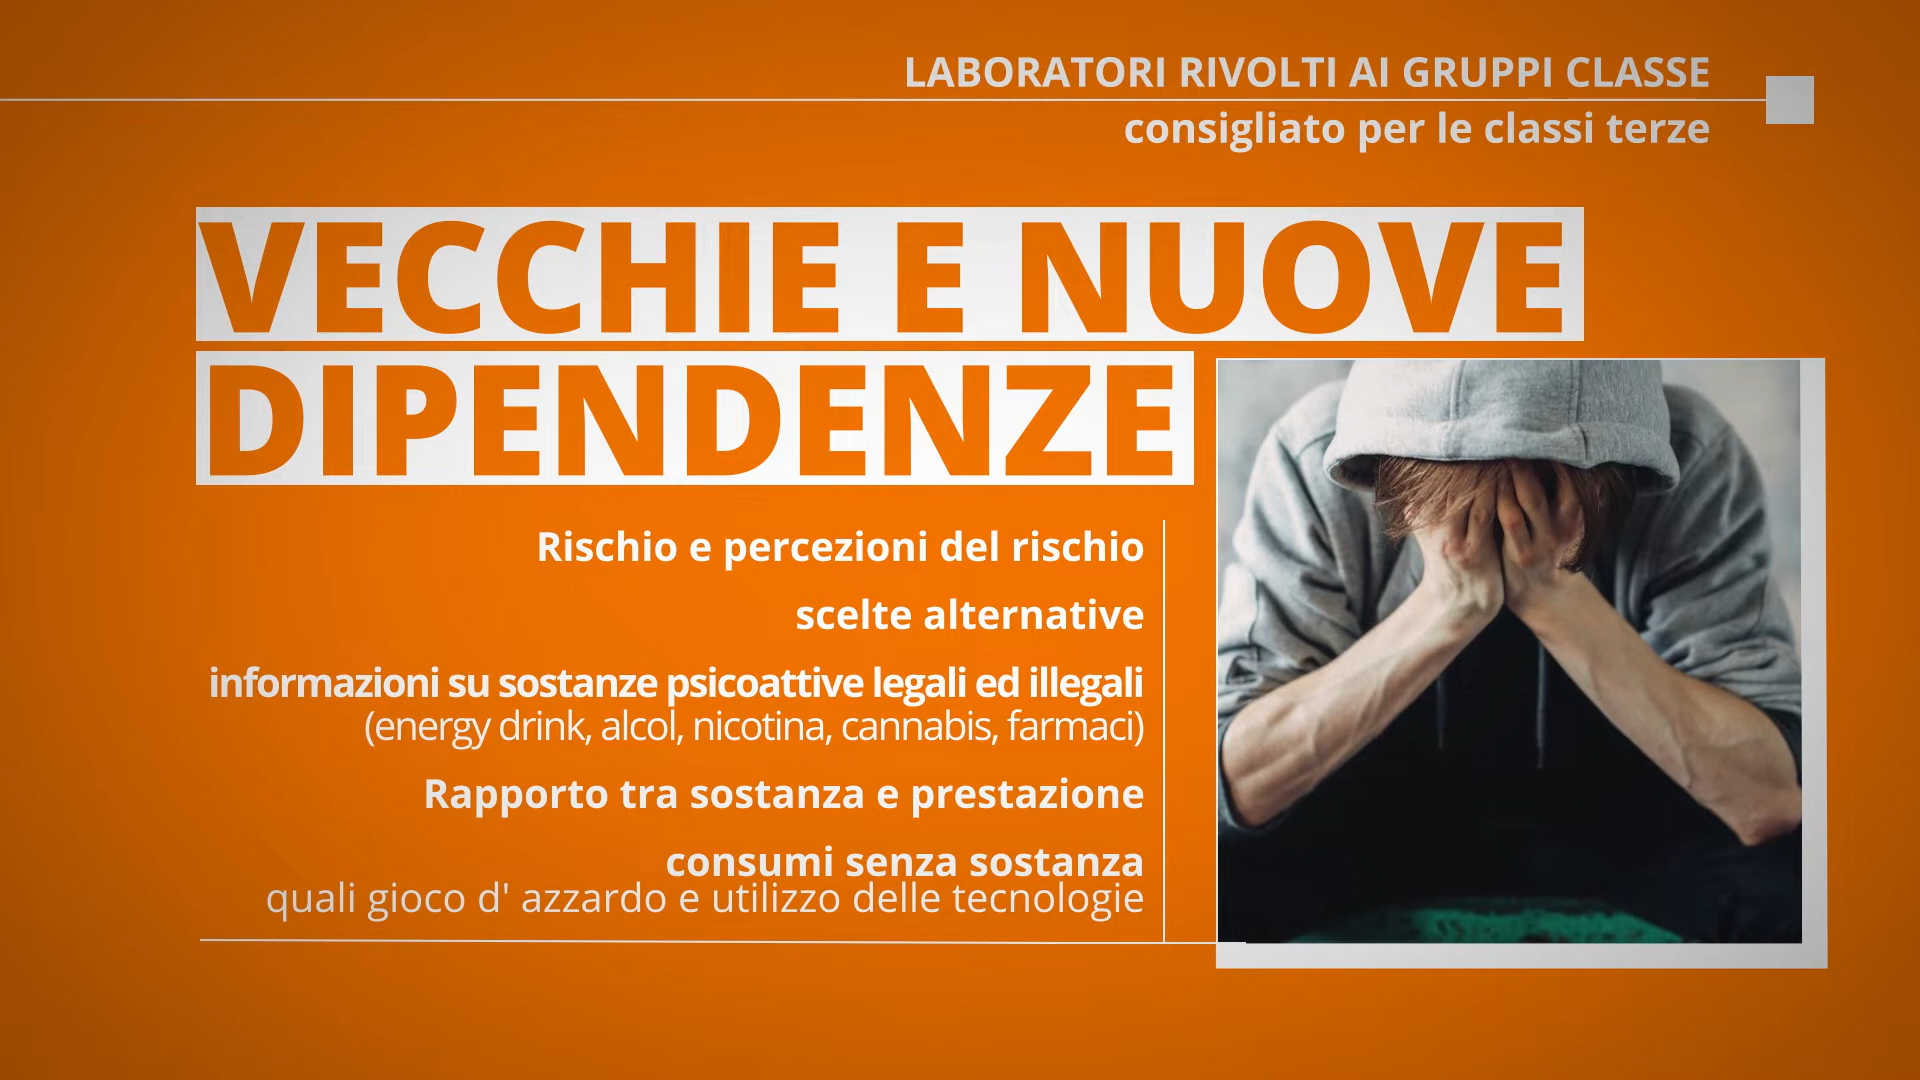 LABORATORI RIVOLTI AI GRUPPI CLASSE
consigliato per le classi terze
VECCHIE E NUOVE
DIPENDENZE
Rischio e percezioni del rischio
scelte alternative
informazioni su sostanze psicoattive legali ed illegali
(energy drink, alcol, nicotina, cannabis, farmaci)
Rapporto tra sostanza e prestazione
consumi senza sostanza
quali gioco d' azzardo e utilizzo delle tecnologie